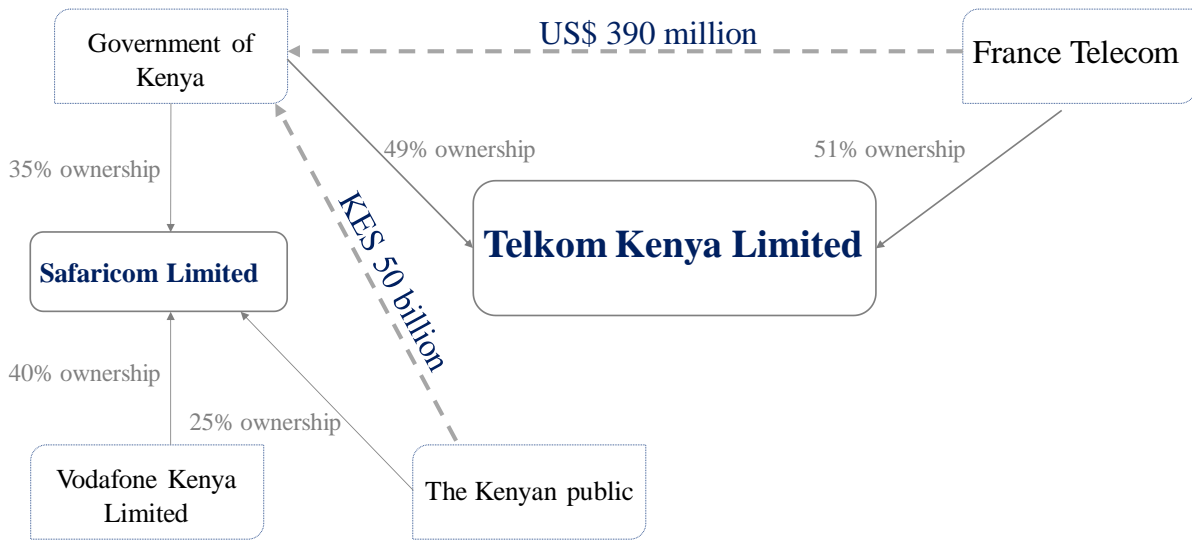 Government of
Kenya
US$ 390 million
France Telecom
35% ownership
49% ownership
51% ownership
Safaricom Limited
Telkom Kenya Limited
KES 50 billion
40% ownership
25% ownership
Vodafone Kenya
Limited
The Kenyan public